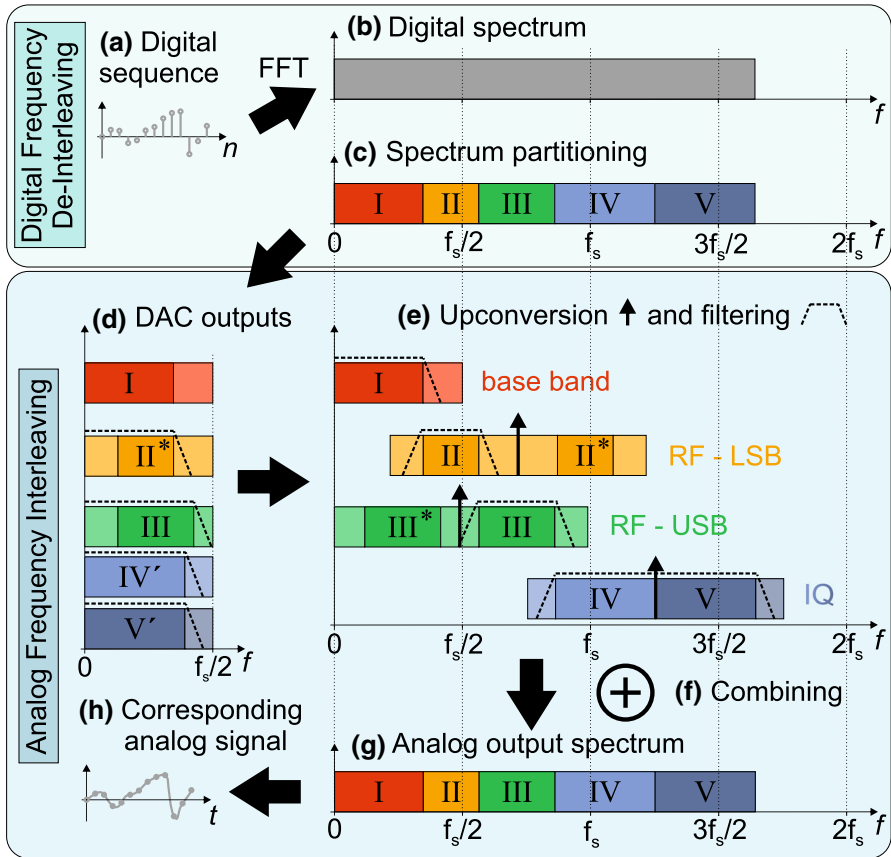 Digital Frequency
De-Interleaving
(a) Digital
sequence
n
FFT
(b) Digital spectrum
f
(c) Spectrum partitioning
I II III IV V
0 fs/2 fs 3fs/2 2fs f
Analog Frequency Interleaving
(d) DAC outputs
I
II*
III
IV´
V´
0 fs/2 f
(e) Upconversion and filtering
I base band
II II* RF - LSB
III* III RF - USB
IV V IQ
0 fs/2 fs 3fs/2 2fs f
(f) Combining
(g) Analog output spectrum
I II III IV V
0 fs/2 fs 3fs/2 2fs f
(h) Corresponding
analog signal
t